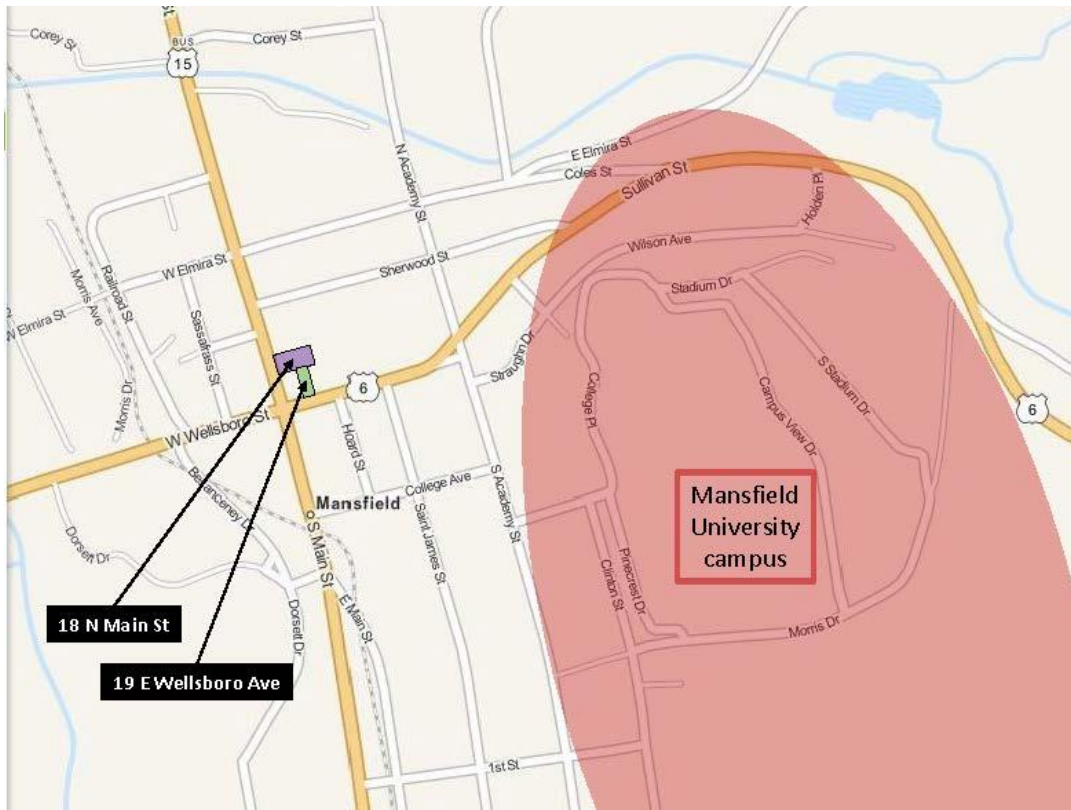 St
Corey St
BUS
15
Corey St
N Academy St
E Elmira St
Coles St
Sullivan St
Holden Pl
Wilson Ave
W Elmira St
Sherwood St
Stadium Dr
Morris Ave
Railroad St
Sassafrass St
W Elmira St
Straughn Dr
S Stadium Dr
College Pl
Campus View Dr
6
6
Morris Dr
W Wellsboro St
Hoard St
College Ave
S Academy St
Mansfield
University
campus
Mansfield
Saint James St
S Main St
Dorsett Dr
Pinecrest Dr
Clinton St
E Main St
Dorsett Dr
Morris Dr
18 N Main St
19 E Wellsboro Ave
1st St